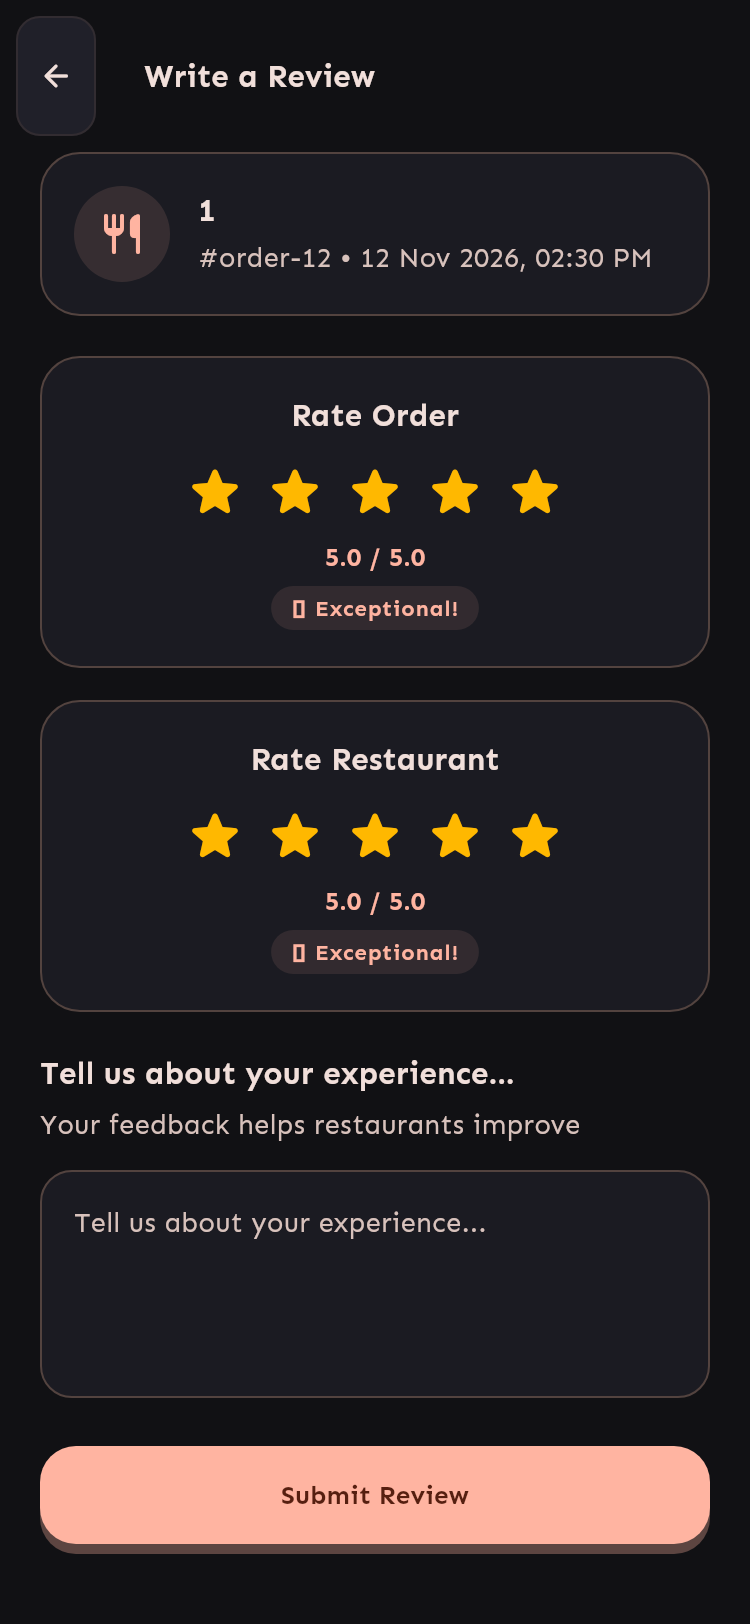 Write a Review
1
#order-12 • 12 Nov 2026, 02:30 PM
Rate Order
5.0 / 5.0
Exceptional!
Rate Restaurant
5.0 / 5.0
Exceptional!
Tell us about your experience...
Your feedback helps restaurants improve
Tell us about your experience...
Submit Review